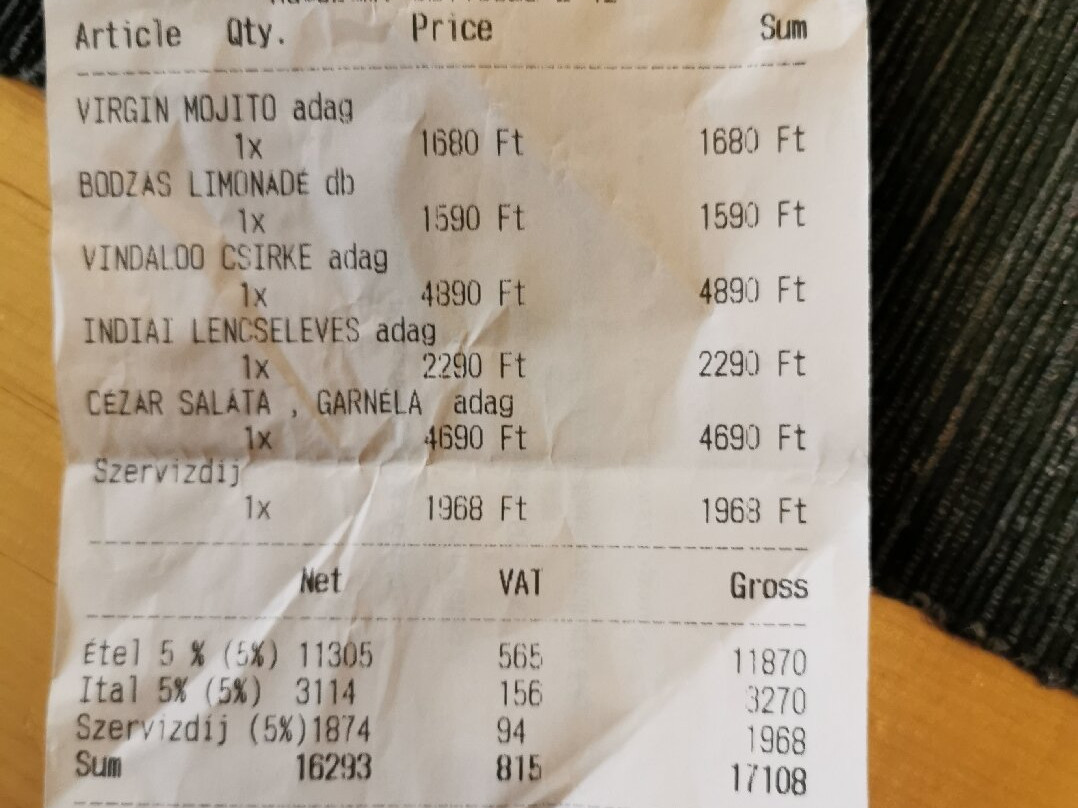 Article Qty. Price Sum
VIRGIN MOJITO adag
1x 1680 Ft 1680 Ft
BODZAS LIMONADÉ db
1x 1590 Ft 1590 Ft
VINDALOO CSIRKE adag
1x 4890 Ft 4890 Ft
INDIAI LENCSELEVES adag
1x 2290 Ft 2290 Ft
CÉZÁR SALÁTA , GARNÉLA adag
1x 4690 Ft 4690 Ft
Szervizdíj
1x 1968 Ft 1968 Ft
Net VAT Gross
Étel 5 % (5%) 11305 565 11870
Ital 5% (5%) 3114 156 3270
Szervizdíj (5%)1874 94 1968
Sum 16293 815 17108